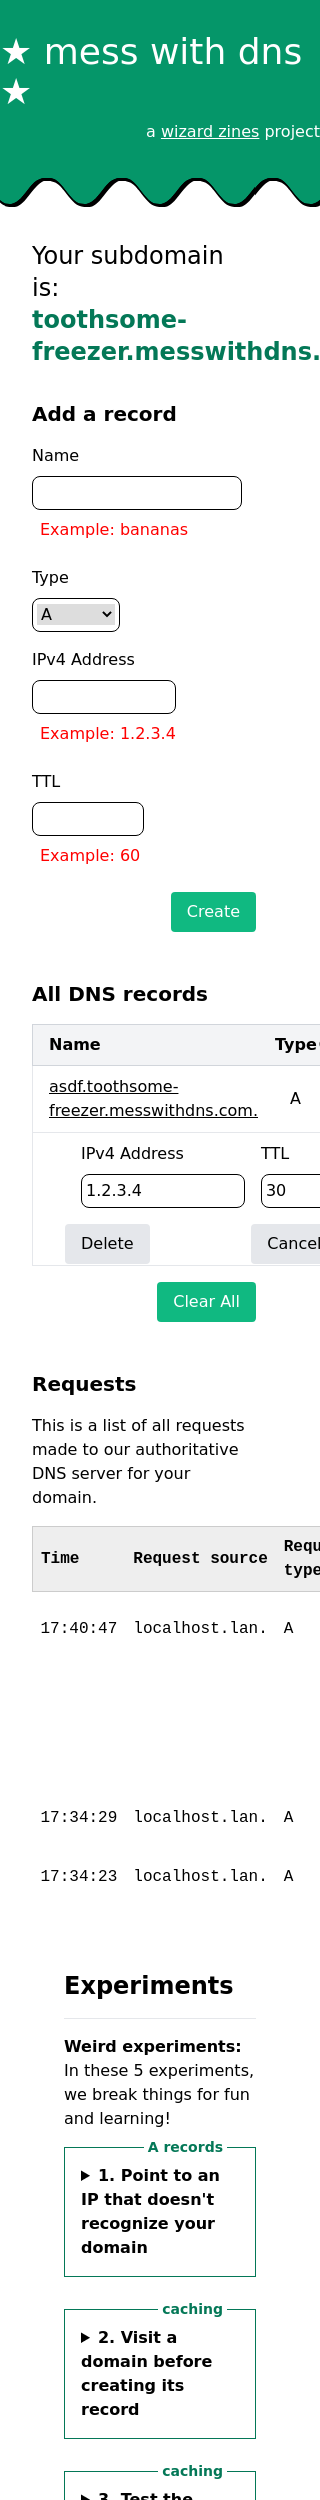 ★ mess with dns
★
a wizard zines project
Your subdomain
is:
toothsome-
freezer.messwithdns.
Add a record
Name
Example: bananas
Type
A
IPv4 Address
Example: 1.2.3.4
TTL
Example: 60
Create
All DNS records
Name Type
asdf.toothsome-
freezer.messwithdns.com. A
IPv4 Address TTL
1.2.3.4 30
Delete Cancel
Clear All
Requests
This is a list of all requests
made to our authoritative
DNS server for your
domain.
Time Request source Requ
type
17:40:47 localhost.lan. A
17:34:29 localhost.lan. A
17:34:23 localhost.lan. A
Experiments
Weird experiments:
In these 5 experiments,
we break things for fun
and learning!
A records
▶ 1. Point to an
IP that doesn't
recognize your
domain
caching
▶ 2. Visit a
domain before
creating its
record
caching
▶ 3. Test the